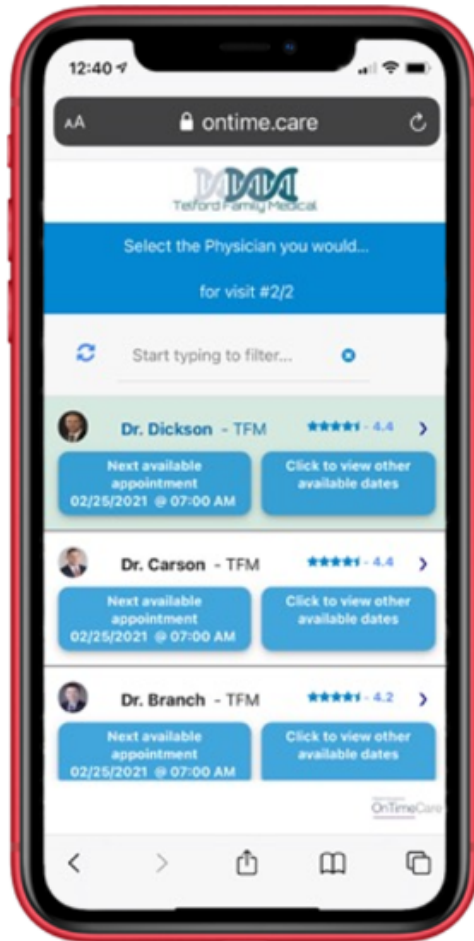 12:40
AA ontime.care
Telford Family Medical
Select the Physician you would...
for visit #2/2
Start typing to filter...
Dr. Dickson - TFM 4.4
Next available
appointment
02/25/2021 @ 07:00 AM
Click to view other
available dates
Dr. Carson - TFM 4.4
Next available
appointment
02/25/2021 @ 07:00 AM
Click to view other
available dates
Dr. Branch - TFM 4.2
Next available
appointment
02/25/2021 @ 07:00 AM
Click to view other
available dates
OnTimeCare